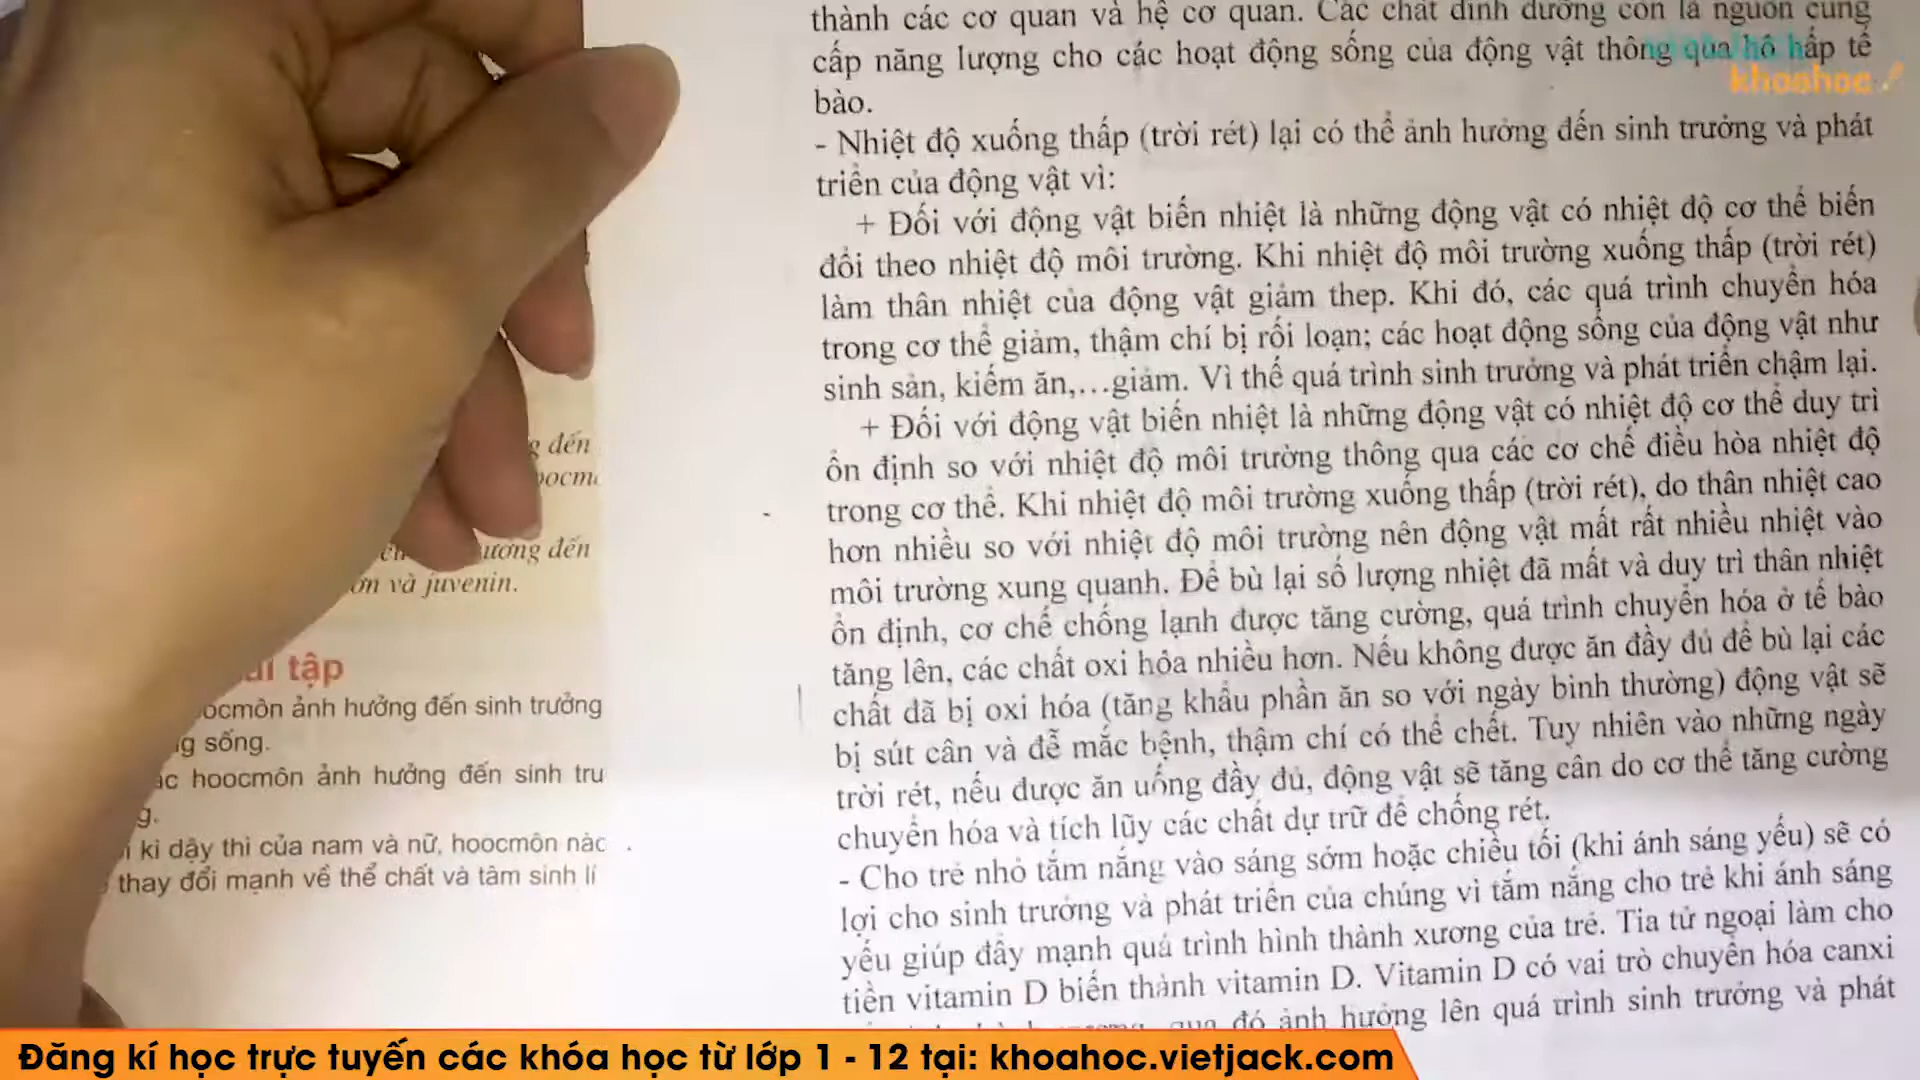 thành các cơ quan và hệ cơ quan. Các chất dinh dưỡng còn là nguồn cung
cấp năng lượng cho các hoạt động sống của động vật thông qua hô hấp tế
bào.
khoahoc
- Nhiệt độ xuống thấp (trời rét) lại có thể ảnh hưởng đến sinh trưởng và phát
triển của động vật vì:
+ Đối với động vật biến nhiệt là những động vật có nhiệt độ cơ thể biến
đổi theo nhiệt độ môi trường. Khi nhiệt độ môi trường xuống thấp (trời rét)
làm thân nhiệt của động vật giảm thep. Khi đó, các quá trình chuyển hóa
trong cơ thể giảm, thậm chí bị rối loạn; các hoạt động sống của động vật như
sinh sản, kiếm ăn,...giảm. Vì thế quá trình sinh trưởng và phát triển chậm lại.
+ Đối với động vật biến nhiệt là những động vật có nhiệt độ cơ thể duy trì
ổn định so với nhiệt độ môi trường thông qua các cơ chế điều hòa nhiệt độ
trong cơ thể. Khi nhiệt độ môi trường xuống thấp (trời rét), do thân nhiệt cao
hơn nhiều so với nhiệt độ môi trường nên động vật mất rất nhiều nhiệt vào
môi trường xung quanh. Để bù lại số lượng nhiệt đã mất và duy trì thân nhiệt
ổn định, cơ chế chống lạnh được tăng cường, quá trình chuyển hóa ở tế bào
tăng lên, các chất oxi hóa nhiều hơn. Nếu không được ăn đầy đủ để bù lại các
chất đã bị oxi hóa (tăng khẩu phần ăn so với ngày bình thường) động vật sẽ
bị sút cân và dễ mắc bệnh, thậm chí có thể chết. Tuy nhiên vào những ngày
trời rét, nếu được ăn uống đầy đủ, động vật sẽ tăng cân do cơ thể tăng cường
chuyển hóa và tích lũy các chất dự trữ để chống rét.
- Cho trẻ nhỏ tắm nắng vào sáng sớm hoặc chiều tối (khi ánh sáng yếu) sẽ có
lợi cho sinh trưởng và phát triển của chúng vì tắm nắng cho trẻ khi ánh sáng
yếu giúp đẩy mạnh quá trình hình thành xương của trẻ. Tia tử ngoại làm cho
tiền vitamin D biến thành vitamin D. Vitamin D có vai trò chuyển hóa canxi
qua đó ảnh hưởng lên quá trình sinh trưởng và phát
đến
ưởng đến
ơn và juvenin.
tập
oocmôn ảnh hưởng đến sinh trưởng
g sống.
hoocmôn ảnh hưởng đến sinh trư
g.
kì dậy thì của nam và nữ, hoocmôn nào
thay đổi mạnh về thể chất và tâm sinh lí
Đăng kí học trực tuyến các khóa học từ lớp 1 - 12 tại: khoahoc.vietjack.com